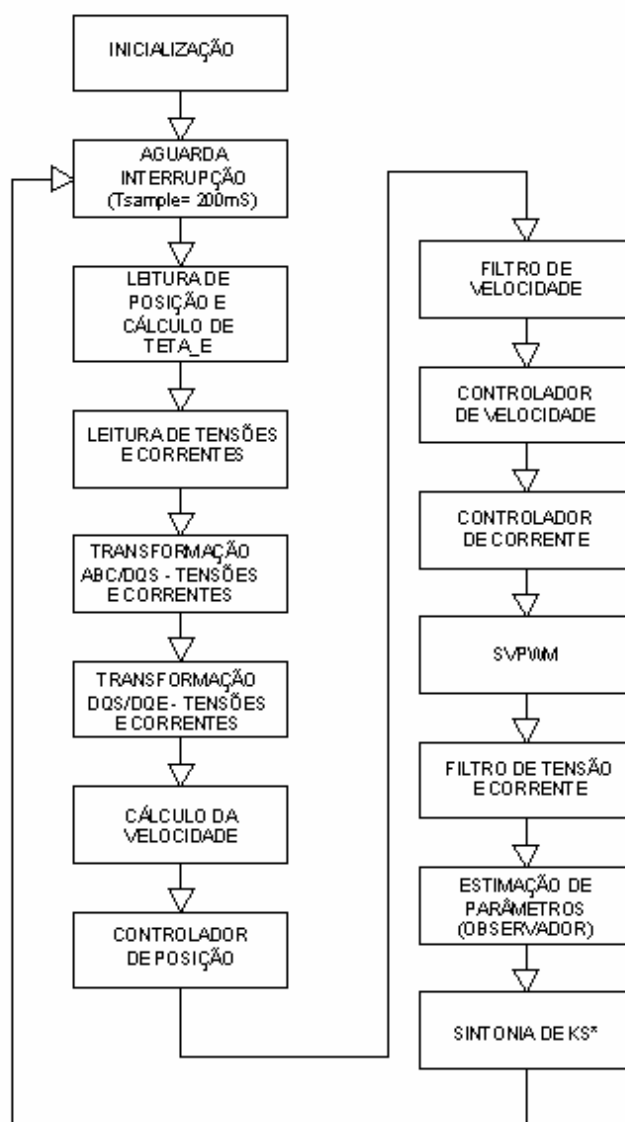 INICIALIZAÇÃO
AGUARDA
INTERRUPÇÃO
(Tsample= 200mS)
LEITURA DE
POSIÇÃO E
CÁLCULO DE
TETA_E
LEITURA DE TENSÕES
E CORRENTES
TRANSFORMAÇÃO
ABC/DQS - TENSÕES
E CORRENTES
TRANSFORMAÇÃO
DQS/DQE - TENSÕES
E CORRENTES
CÁLCULO DA
VELOCIDADE
CONTROLADOR
DE POSIÇÃO
FILTRO DE
VELOCIDADE
CONTROLADOR
DE VELOCIDADE
CONTROLADOR
DE CORRENTE
SVPWM
FILTRO DE TENSÃO
E CORRENTE
ESTIMAÇÃO DE
PARÂMETROS
(OBSERVADOR)
SINTONIA DE KS*